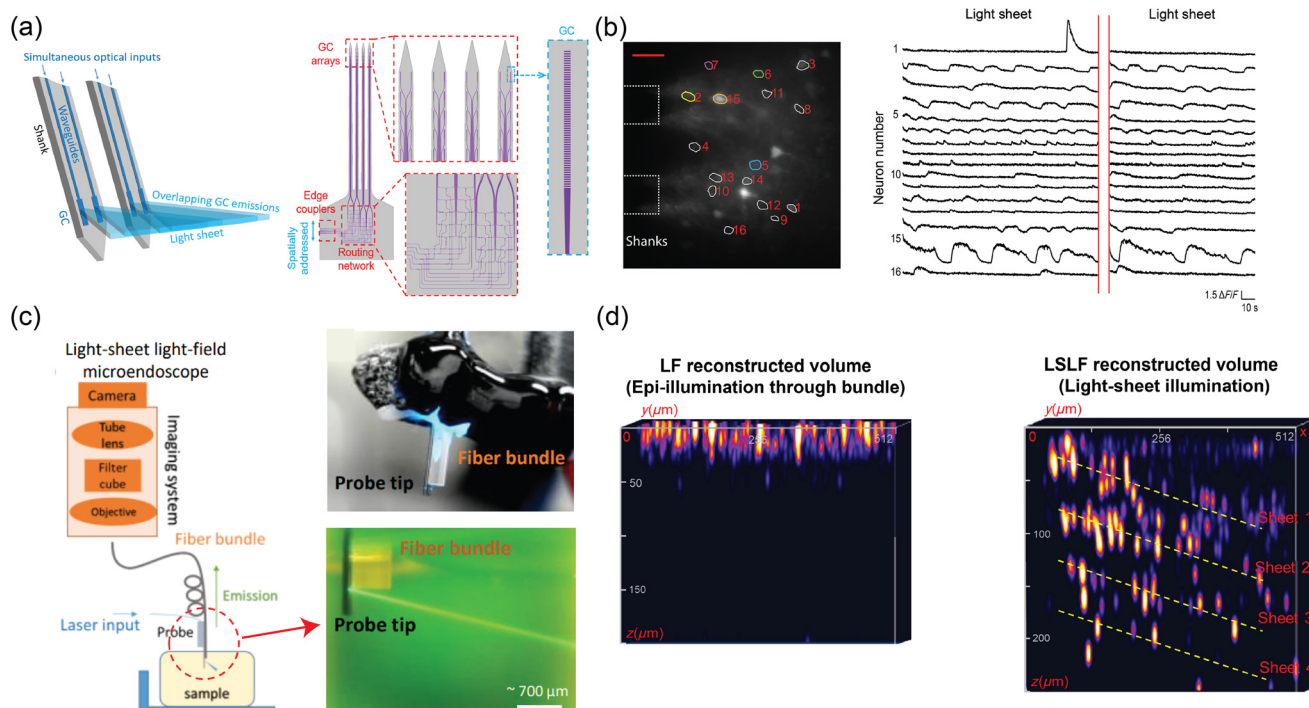 (a)
Simultaneous optical inputs
Shank
Waveguides
GC
Overlapping GC emissions
Light sheet
GC
arrays
Edge
couplers
Spatially
addressed
Routing
network
GC
(b)
7
6
3
2
15
11
8
4
5
13
14
10
12
1
9
16
Shanks
Light sheet
Light sheet
Neuron number
1
5
10
15
16
1.5 ΔF/F
10 s
(c)
Light-sheet light-field
microendoscope
Camera
Tube
lens
Filter
cube
Objective
Imaging system
Fiber bundle
Emission
Laser input
Probe
sample
Fiber bundle
Probe tip
Fiber bundle
Probe tip
~ 700 μm
(d)
LF reconstructed volume
(Epi-illumination through bundle)
y(μm)
0
256
512
50
150
z(μm)
LSLF reconstructed volume
(Light-sheet illumination)
y(μm)
0
256
512
x
Sheet 1
-100
Sheet 2
Sheet 3
-200
Sheet 4
z(μm)